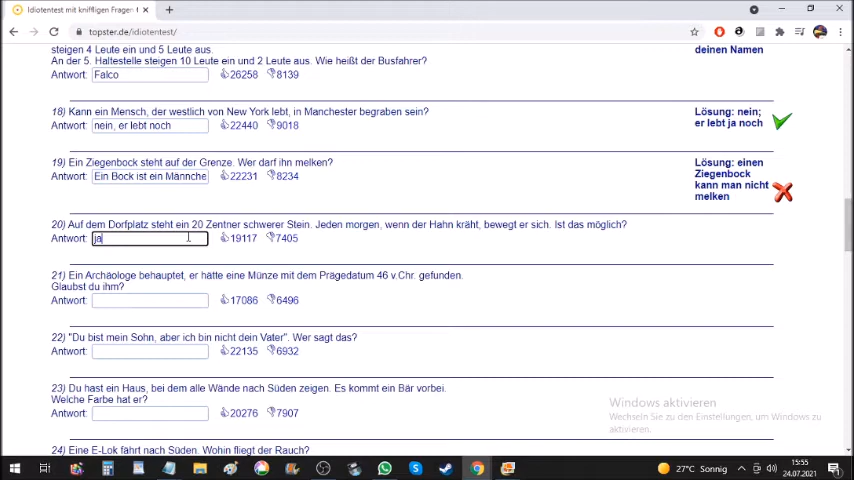 Idiotentest mit kniffligen Fragen
topster.de/idiotentest/
steigen 4 Leute ein und 5 Leute aus.
An der 5. Haltestelle steigen 10 Leute ein und 2 Leute aus. Wie heißt der Busfahrer?
Antwort: Falco 26258 8139
deinen Namen
18) Kann ein Mensch, der westlich von New York lebt, in Manchester begraben sein?
Antwort: nein, er lebt noch 22440 9018
Lösung: nein;
er lebt ja noch
19) Ein Ziegenbock steht auf der Grenze. Wer darf ihn melken?
Antwort: Ein Bock ist ein Männche 22231 8234
Lösung: einen
Ziegenbock
kann man nicht
melken
20) Auf dem Dorfplatz steht ein 20 Zentner schwerer Stein. Jeden morgen, wenn der Hahn kräht, bewegt er sich. Ist das möglich?
Antwort: ja 19117 7405
21) Ein Archäologe behauptet, er hätte eine Münze mit dem Prägedatum 46 v.Chr. gefunden.
Glaubst du ihm?
Antwort: 17086 6496
22) "Du bist mein Sohn, aber ich bin nicht dein Vater". Wer sagt das?
Antwort: 22135 6932
23) Du hast ein Haus, bei dem alle Wände nach Süden zeigen. Es kommt ein Bär vorbei.
Welche Farbe hat er?
Antwort: 20276 7907
24) Eine E-Lok fährt nach Süden. Wohin fliegt der Rauch?
Windows aktivieren
Wechseln Sie zu den Einstellungen, um Windows zu
aktivieren.
27°C Sonnig
15:55
24.07.2021